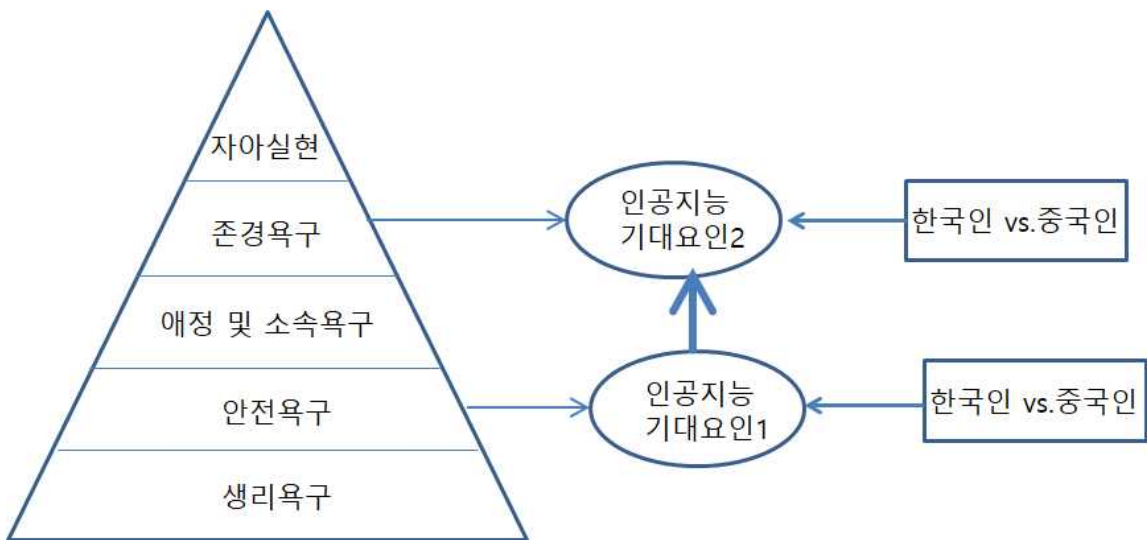 자아실현
존경욕구
애정 및 소속욕구
안전욕구
생리욕구
인공지능
기대요인2
한국인 vs.중국인
인공지능
기대요인1
한국인 vs.중국인